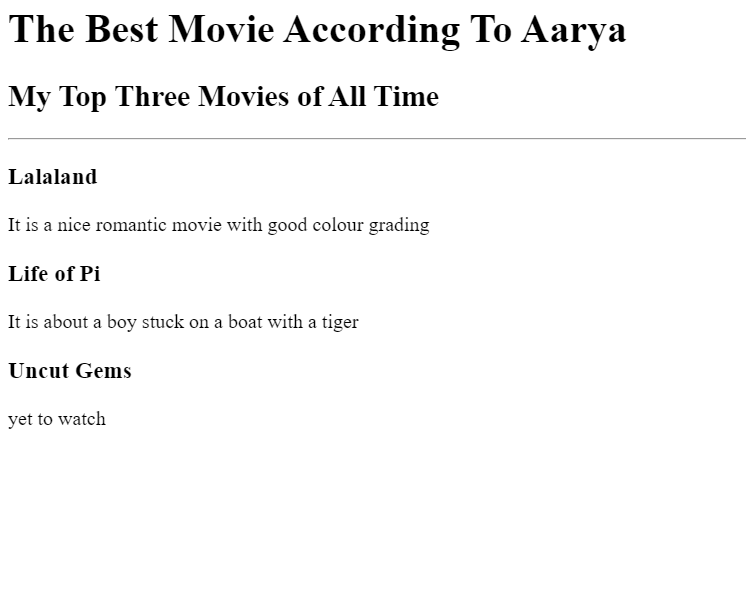 The Best Movie According To Aarya
My Top Three Movies of All Time
Lalaland
It is a nice romantic movie with good colour grading
Life of Pi
It is about a boy stuck on a boat with a tiger
Uncut Gems
yet to watch